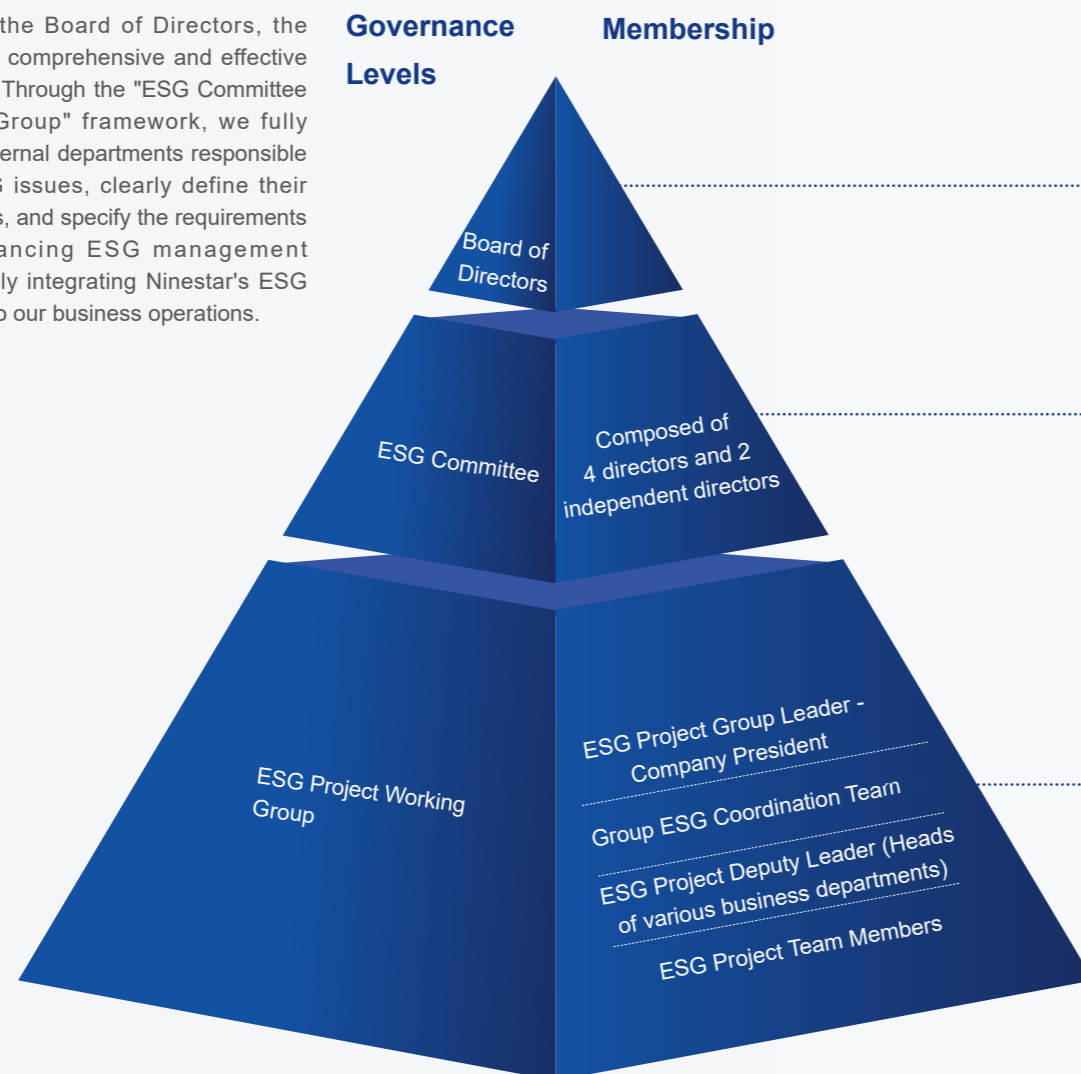 the Board of Directors, the
comprehensive and effective
Through the "ESG Committee
Group" framework, we fully
departments responsible
issues, clearly define their
and specify the requirements
ESG management
integrating Ninestar's ESG
our business operations.
Governance
Levels
Membership
Board of
Directors
ESG Committee
Composed of
4 directors and 2
independent directors
ESG Project Working
Group
ESG Project Group Leader -
Company President
Group ESG Coordination Team
ESG Project Deputy Leader (Heads
of various business departments)
ESG Project Team Members